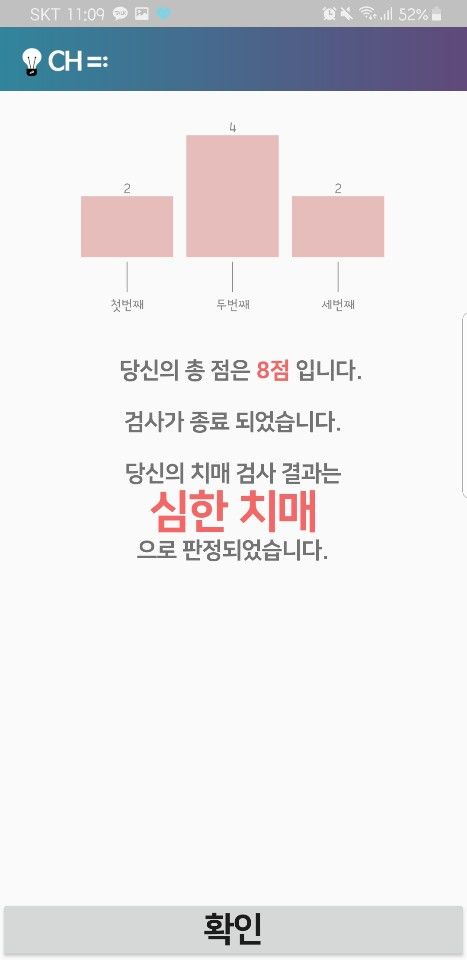 SKT 11:09 52%
CH =:
4
2 2
첫번째 두번째 세번째
당신의 총 점은 8점 입니다.
검사가 종료 되었습니다.
당신의 치매 검사 결과는
심한 치매
으로 판정되었습니다.
확인